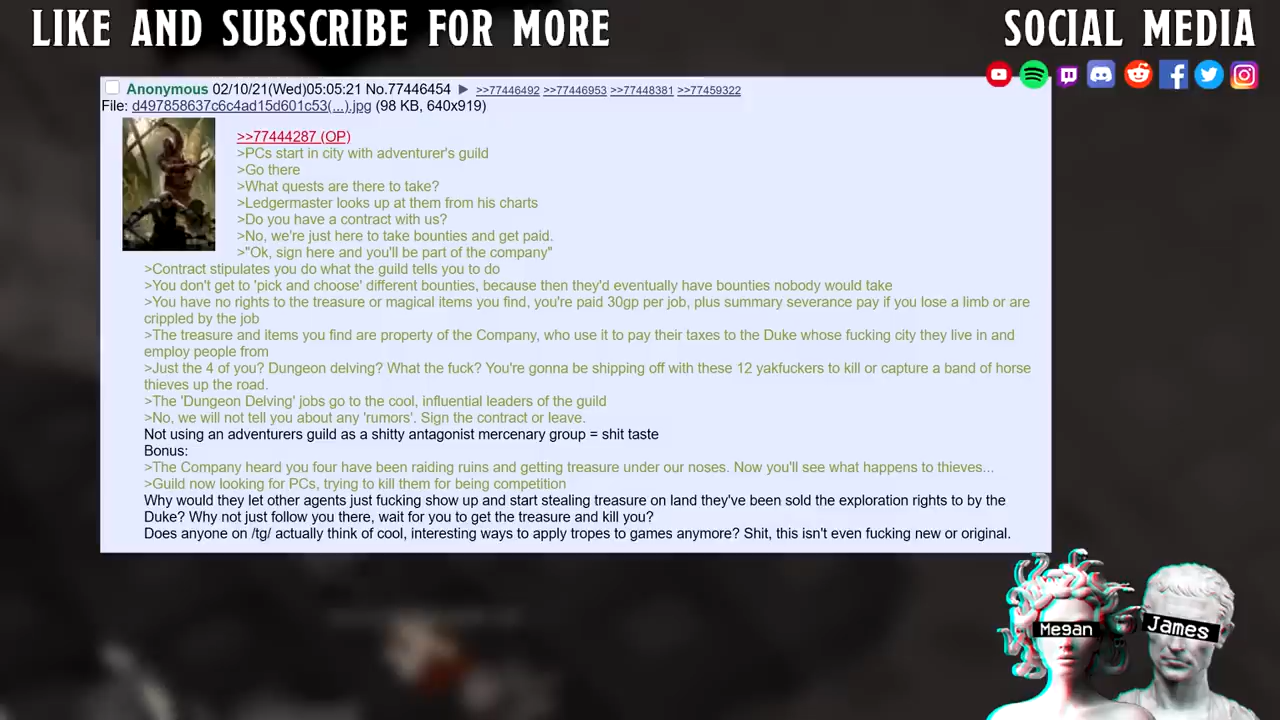 LIKE AND SUBSCRIBE FOR MORE
SOCIAL MEDIA
Anonymous 02/10/21(Wed)05:05:21 No.77446454 ▶ >>77446492 >>77446953 >>77448381 >>77459322
File: d497858637c6c4ad15d601c53(...).jpg (98 KB, 640x919)
>>77444287 (OP)
>PCs start in city with adventurer's guild
>Go there
>What quests are there to take?
>Ledgermaster looks up at them from his charts
>Do you have a contract with us?
>No, we're just here to take bounties and get paid.
>"Ok, sign here and you'll be part of the company"
>Contract stipulates you do what the guild tells you to do
>You don't get to 'pick and choose' different bounties, because then they'd eventually have bounties nobody would take
>You have no rights to the treasure or magical items you find, you're paid 30gp per job, plus summary severance pay if you lose a limb or are
crippled by the job
>The treasure and items you find are property of the Company, who use it to pay their taxes to the Duke whose fucking city they live in and
employ people from
>Just the 4 of you? Dungeon delving? What the fuck? You're gonna be shipping off with these 12 yakfuckers to kill or capture a band of horse
thieves up the road.
>The 'Dungeon Delving' jobs go to the cool, influential leaders of the guild
>No, we will not tell you about any 'rumors'. Sign the contract or leave.
Not using an adventurers guild as a shitty antagonist mercenary group = shit taste
Bonus:
>The Company heard you four have been raiding ruins and getting treasure under our noses. Now you'll see what happens to thieves...
>Guild now looking for PCs, trying to kill them for being competition
Why would they let other agents just fucking show up and start stealing treasure on land they've been sold the exploration rights to by the
Duke? Why not just follow you there, wait for you to get the treasure and kill you?
Does anyone on /tg/ actually think of cool, interesting ways to apply tropes to games anymore? Shit, this isn't even fucking new or original.
Megan
James